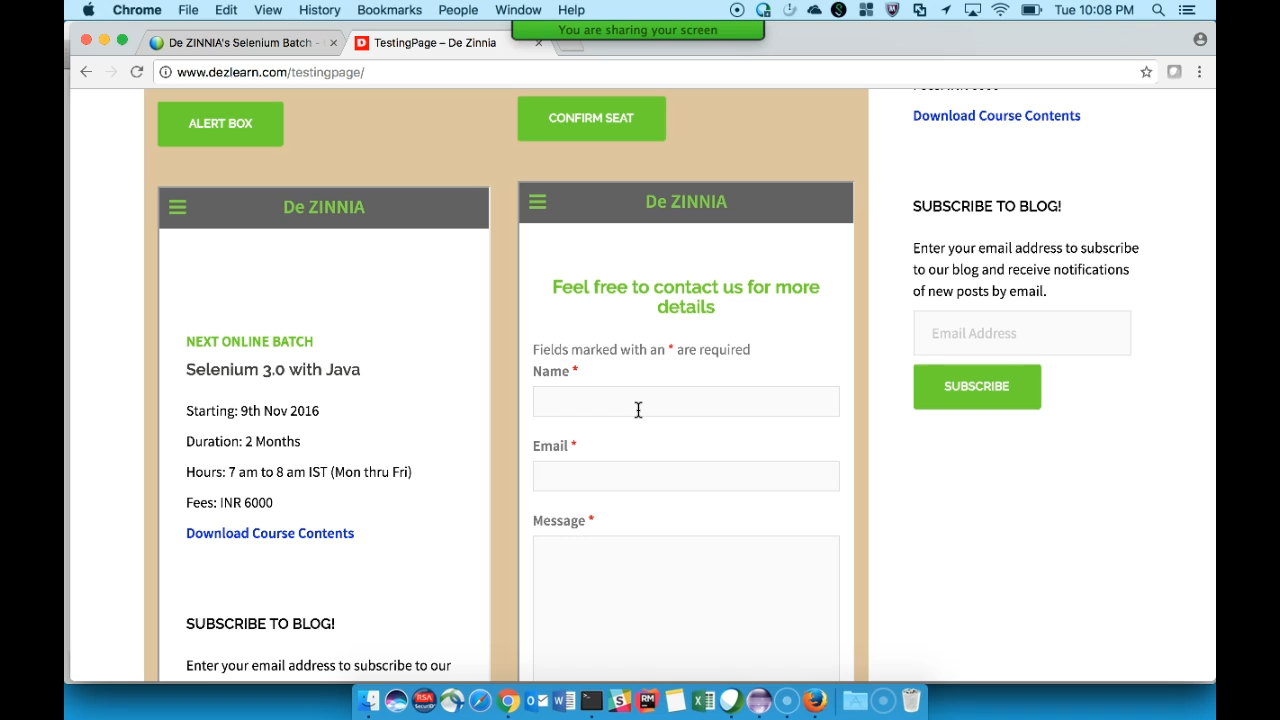 Chrome File Edit View History Bookmarks People Window Help Tue 10:08 PM
You are sharing your screen
De ZINNIA's Selenium Batch -
TestingPage – De Zinnia
www.dezlearn.com/testingpage/
ALERT BOX
CONFIRM SEAT
De ZINNIA
NEXT ONLINE BATCH
Selenium 3.0 with Java
Starting: 9th Nov 2016
Duration: 2 Months
Hours: 7 am to 8 am IST (Mon thru Fri)
Fees: INR 6000
Download Course Contents
SUBSCRIBE TO BLOG!
Enter your email address to subscribe to our
De ZINNIA
Feel free to contact us for more
details
Fields marked with an * are required
Name *
Email *
Message *
Download Course Contents
SUBSCRIBE TO BLOG!
Enter your email address to subscribe
to our blog and receive notifications
of new posts by email.
Email Address
SUBSCRIBE